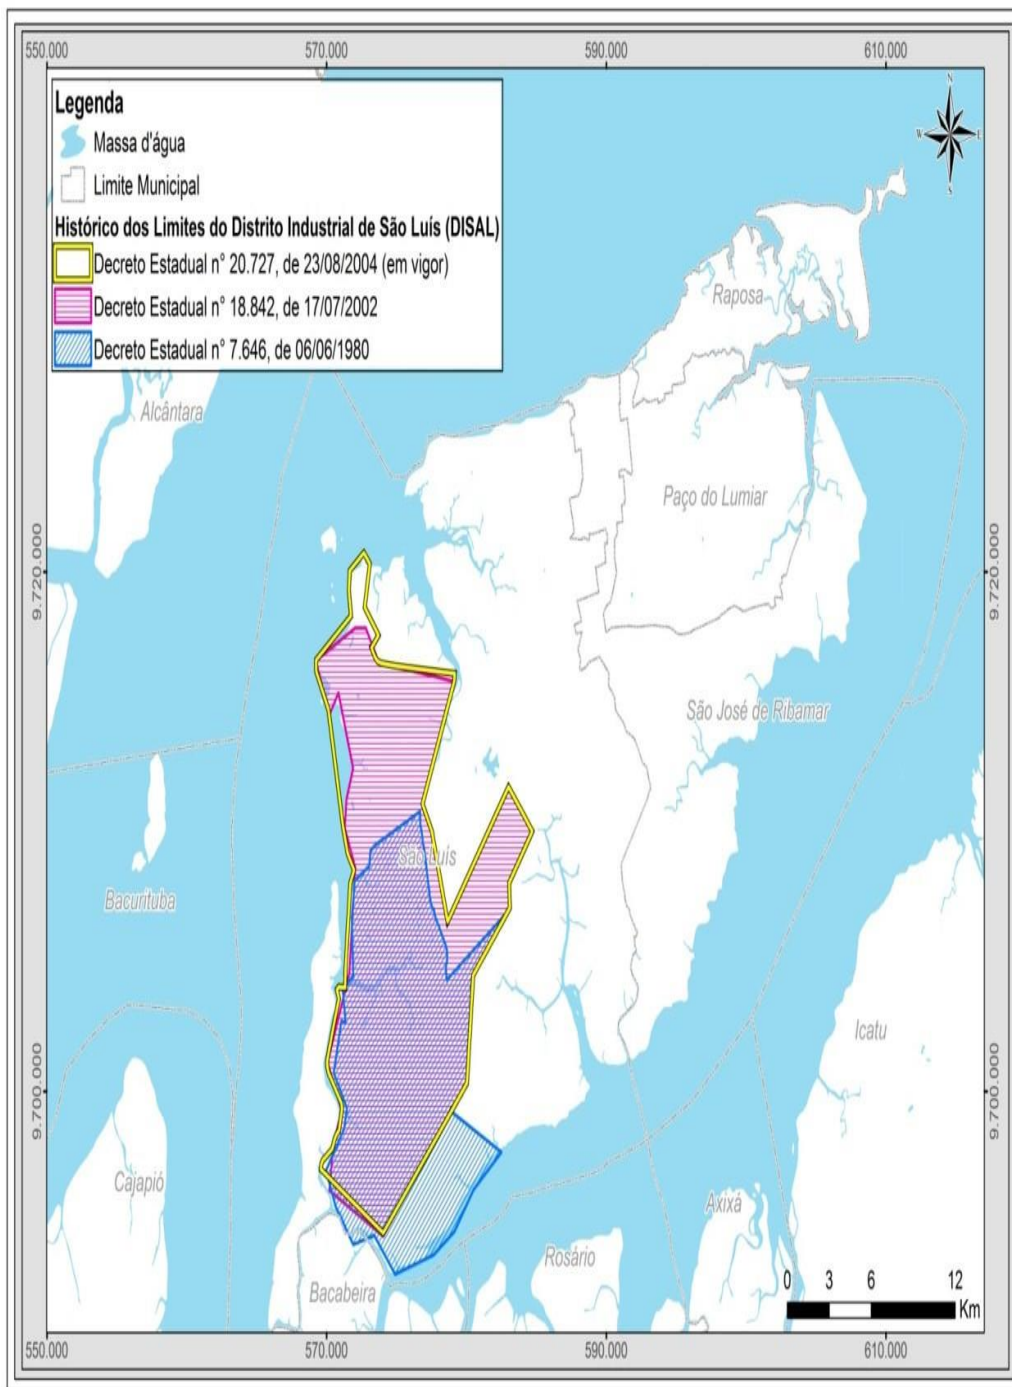 550.000 570.000 590.000 610.000
Legenda
Massa d'água
Limite Municipal
Histórico dos Limites do Distrito Industrial de São Luís (DISAL)
Decreto Estadual n° 20.727, de 23/08/2004 (em vigor)
Decreto Estadual n° 18.842, de 17/07/2002
Decreto Estadual n° 7.646, de 06/06/1980
N
W E
S
Raposa
Alcântara
Paço do Lumiar
9.720.000 9.720.000
São José de Ribamar
São Luís
Bacurituba
Icatu
9.700.000 9.700.000
Cajapió
Axixá
Rosário
Bacabeira
0 3 6 12
Km
550.000 570.000 590.000 610.000